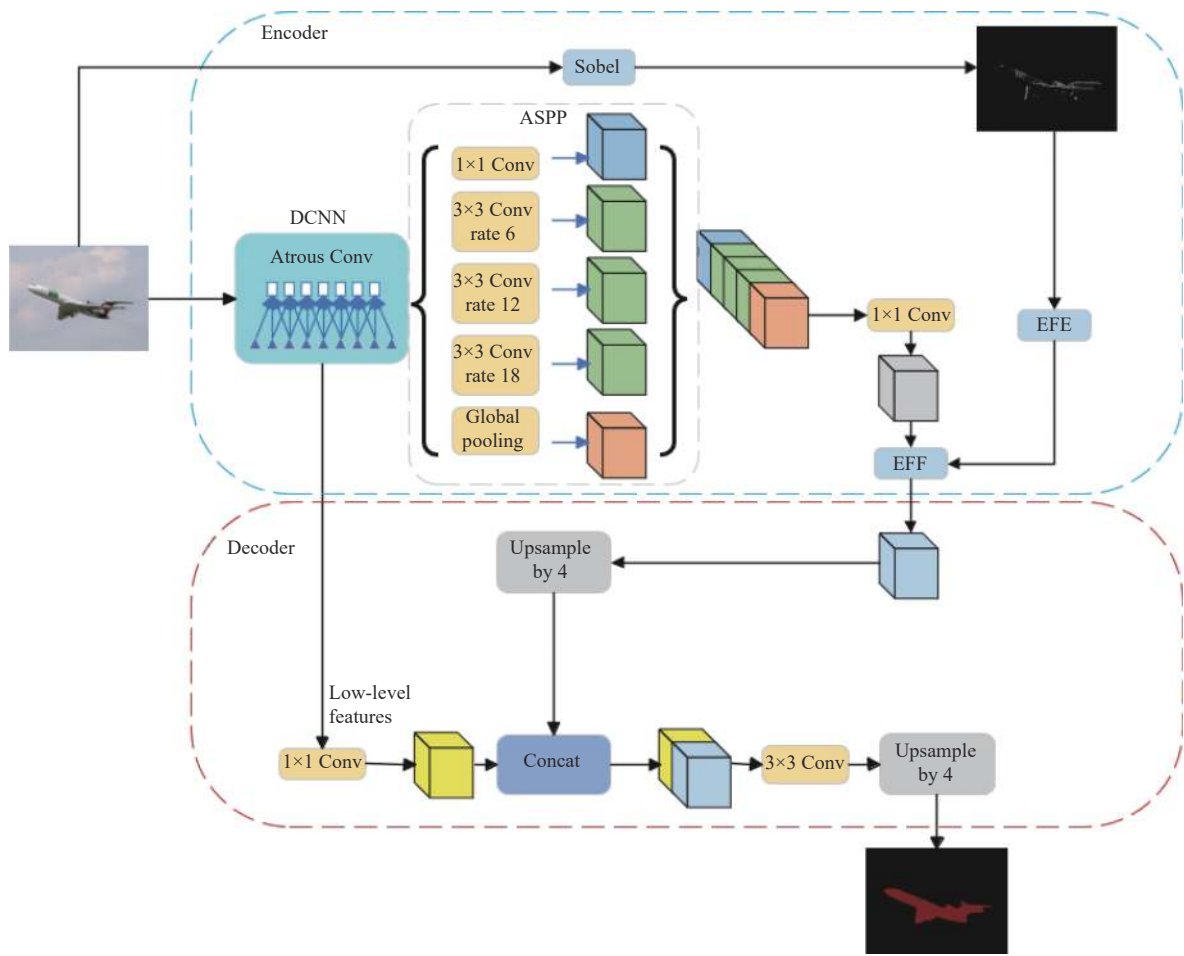 Encoder
Sobel
ASPP
1×1 Conv
3×3 Conv
rate 6
DCNN
Atrous Conv
3×3 Conv
rate 12
1×1 Conv
EFE
3×3 Conv
rate 18
Global
pooling
EFF
Decoder
Upsample
by 4
Low-level
features
1×1 Conv
Concat
3×3 Conv
Upsample
by 4